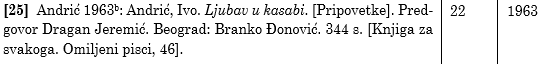 [25] Andrić 1963ᵇ: Andrić, Ivo. Ljubav u kasabi. [Pripovetke]. Pred-
govor Dragan Jeremić. Beograd: Branko Đonović. 344 s. [Knjiga za
svakoga. Omiljeni pisci, 46].
22
1963